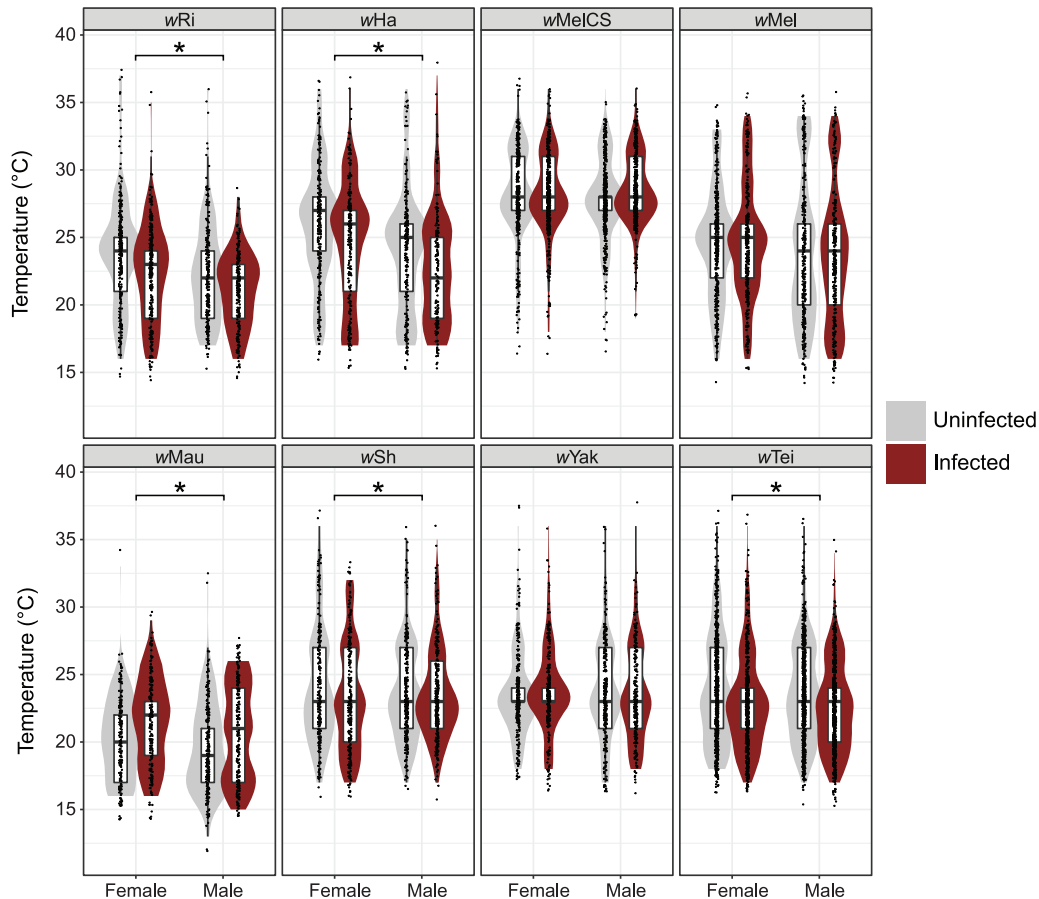 wRi wHa wMelCS wMel
40
* *
35
30
25
20
15
Temperature (°C)
Uninfected
Infected
wMau wSh wYak wTei
40
* * *
35
30
25
20
15
Temperature (°C)
Female Male Female Male Female Male Female Male